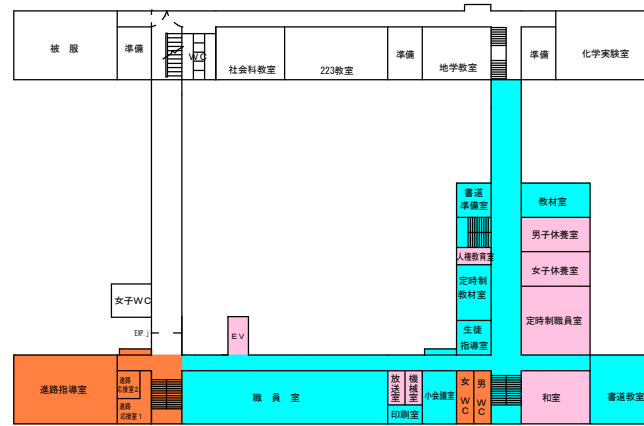 被 服
準備
WC
社会科教室
223教室
準備
地学教室
準備
化学実験室
書道
準備室
教材室
男子休養室
人権教育室
女子休養室
定時制
教材室
定時制職員室
女子WC
EXP.j
EV
生徒
指導室
進路指導室
進路
応接室2
進路
応接室1
職 員 室
放送室
機械室
印刷室
小会議室
女 WC
男 WC
和室
書道教室